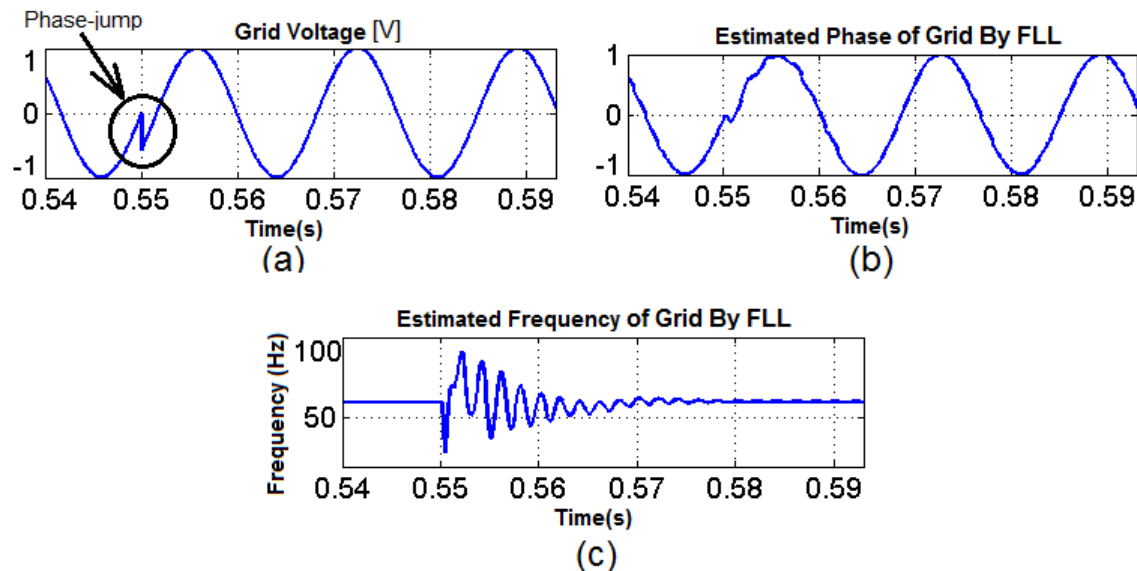 Phase-jump
Grid Voltage [V]
1
0
-1
0.54 0.55 0.56 0.57 0.58 0.59
Time(s)
(a)
Estimated Phase of Grid By FLL
1
0
-1
0.54 0.55 0.56 0.57 0.58 0.59
Time(s)
(b)
Estimated Frequency of Grid By FLL
Frequency (Hz)
100
50
0.54 0.55 0.56 0.57 0.58 0.59
Time(s)
(c)